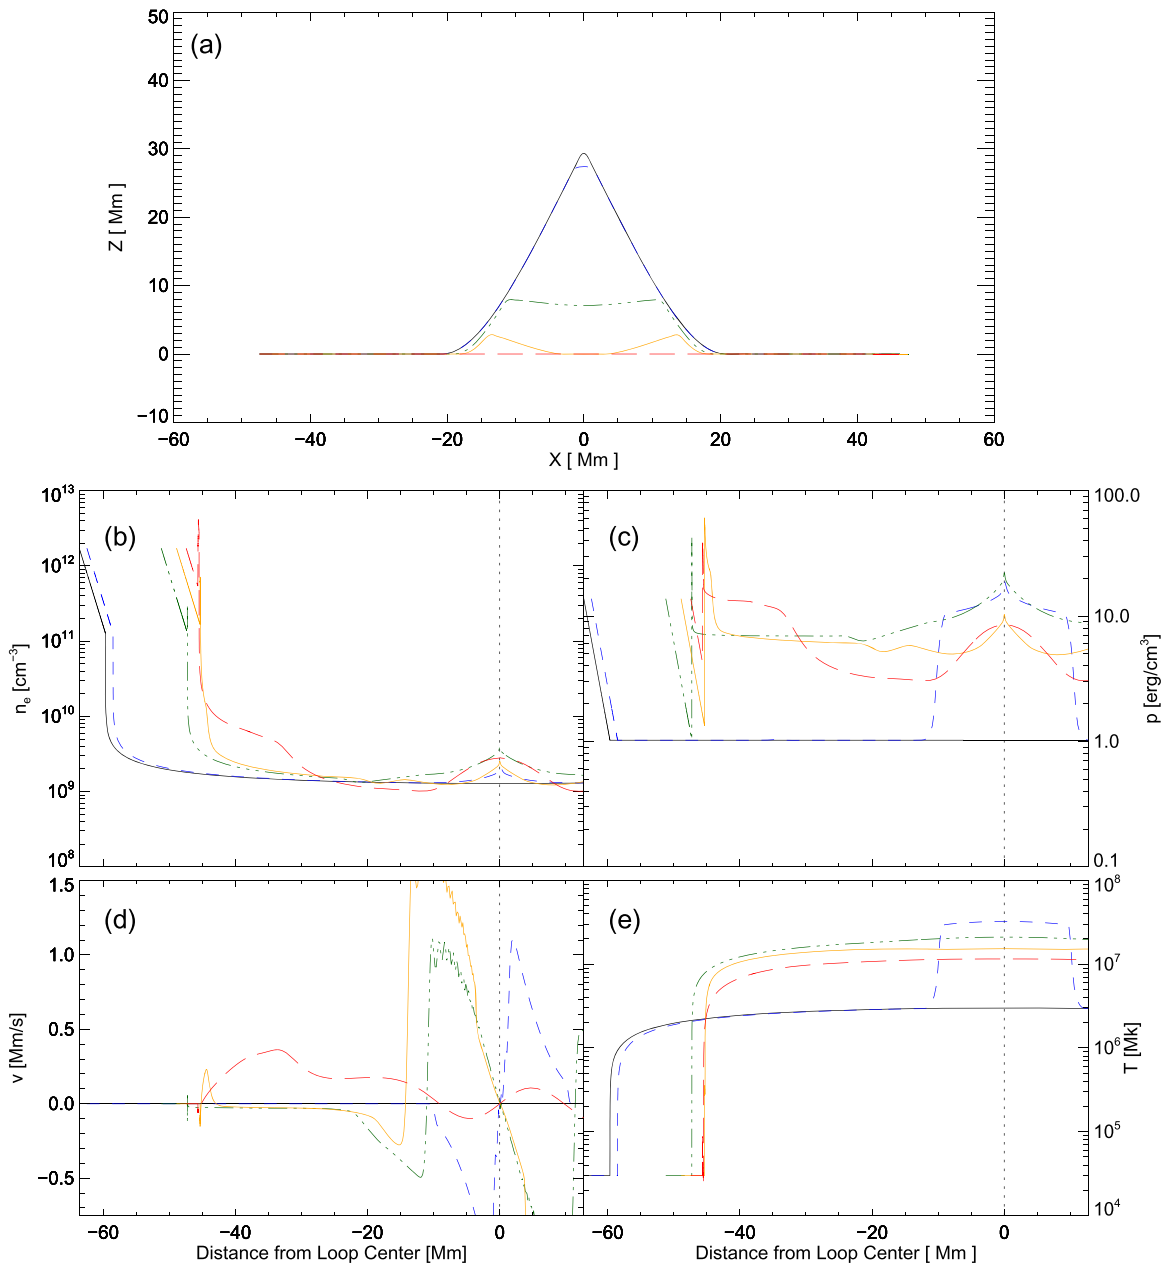 (a)
50
40
30
20
10
0
−10
Z [ Mm ]
−60 −40 −20 0 20 40 60
X [ Mm ]
(b)
10^13
10^12
10^11
10^10
10^9
10^8
n_e [cm^−3]
(c)
100.0
10.0
1.0
0.1
p [erg/cm^3]
(d)
1.5
1.0
0.5
0.0
−0.5
v [Mm/s]
−60 −40 −20 0
Distance from Loop Center [Mm]
(e)
10^8
10^7
10^6
10^5
10^4
T [Mk]
−60 −40 −20 0
Distance from Loop Center [ Mm ]